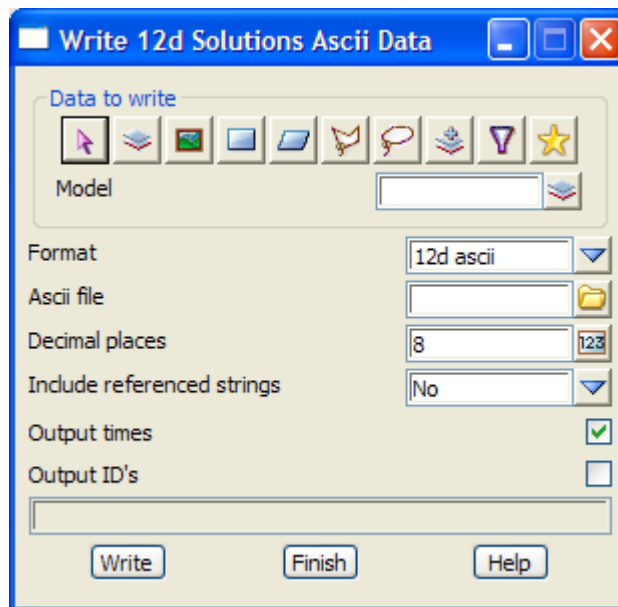 Write 12d Solutions Ascii Data
Data to write
Model
Format 12d ascii
Ascii file
Decimal places 8 123
Include referenced strings No
Output times
Output ID's
Write Finish Help